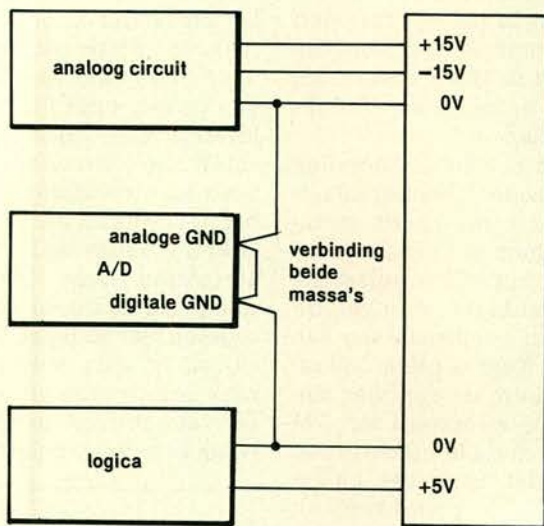 +15V
analoog circuit
−15V
0V
analoge GND
A/D
digitale GND
verbinding
beide
massa's
logica
0V
+5V